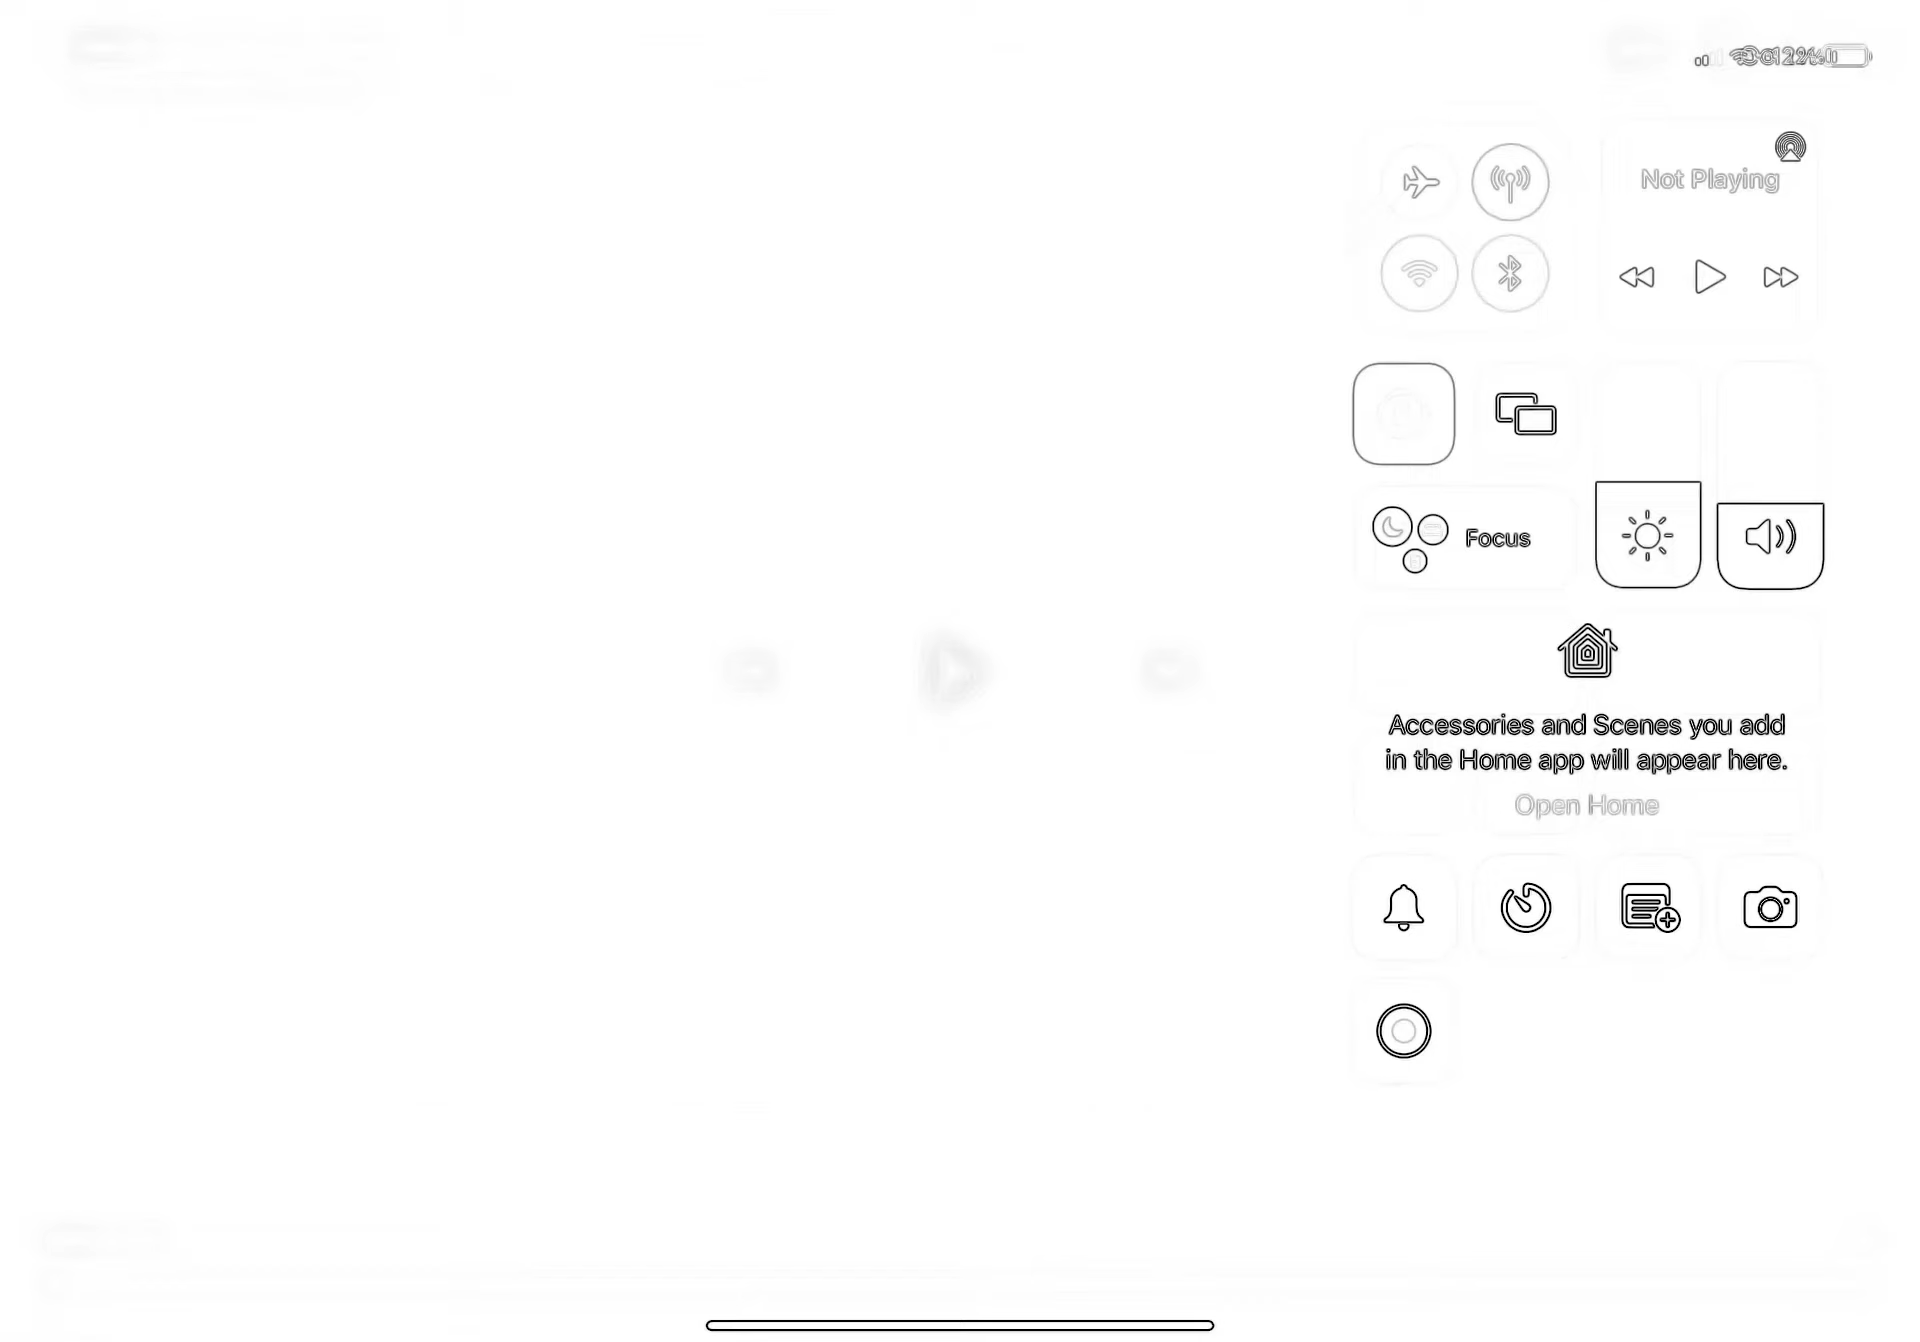 Not Playing
Focus
Accessories and Scenes you add
in the Home app will appear here.
Open Home